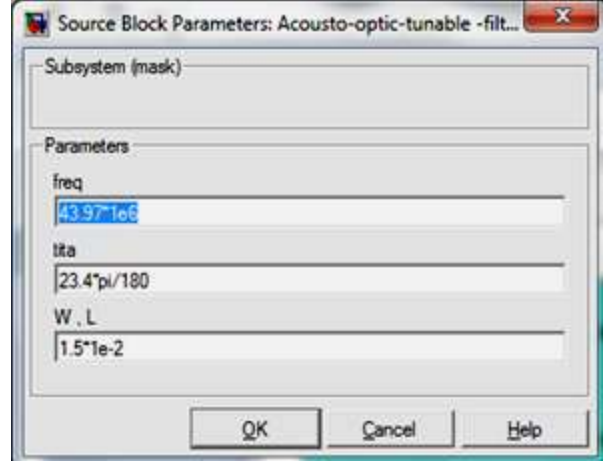 Source Block Parameters: Acousto-optic-tunable -filt...
Subsystem (mask)
Parameters
freq
43.97*1e6
tita
23.4*pi/180
W , L
1.5*1e-2
OK Cancel Help